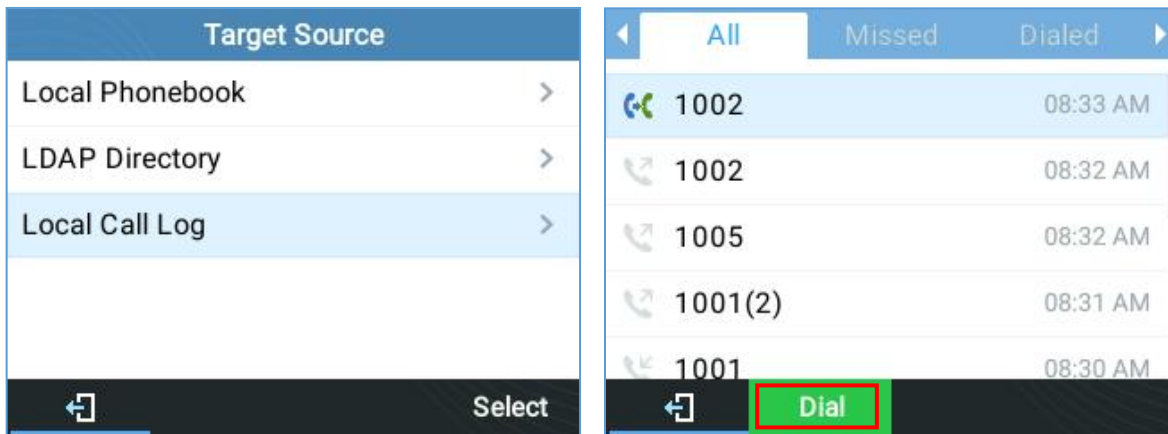 Target Source
Local Phonebook
LDAP Directory
Local Call Log
Select
All Missed Dialed
1002 08:33 AM
1002 08:32 AM
1005 08:32 AM
1001(2) 08:31 AM
1001 08:30 AM
Dial